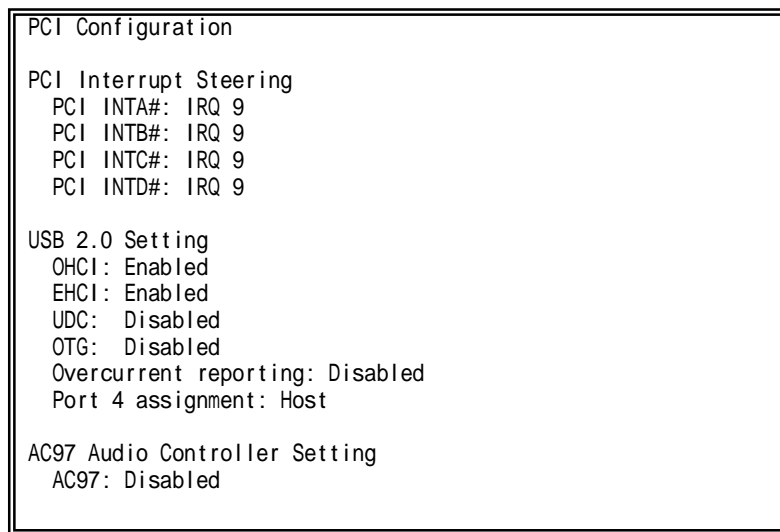 PCI Configuration
PCI Interrupt Steering
PCI INTA#: IRQ 9
PCI INTB#: IRQ 9
PCI INTC#: IRQ 9
PCI INTD#: IRQ 9
USB 2.0 Setting
OHCI: Enabled
EHCI: Enabled
UDC: Disabled
OTG: Disabled
Overcurrent reporting: Disabled
Port 4 assignment: Host
AC97 Audio Controller Setting
AC97: Disabled